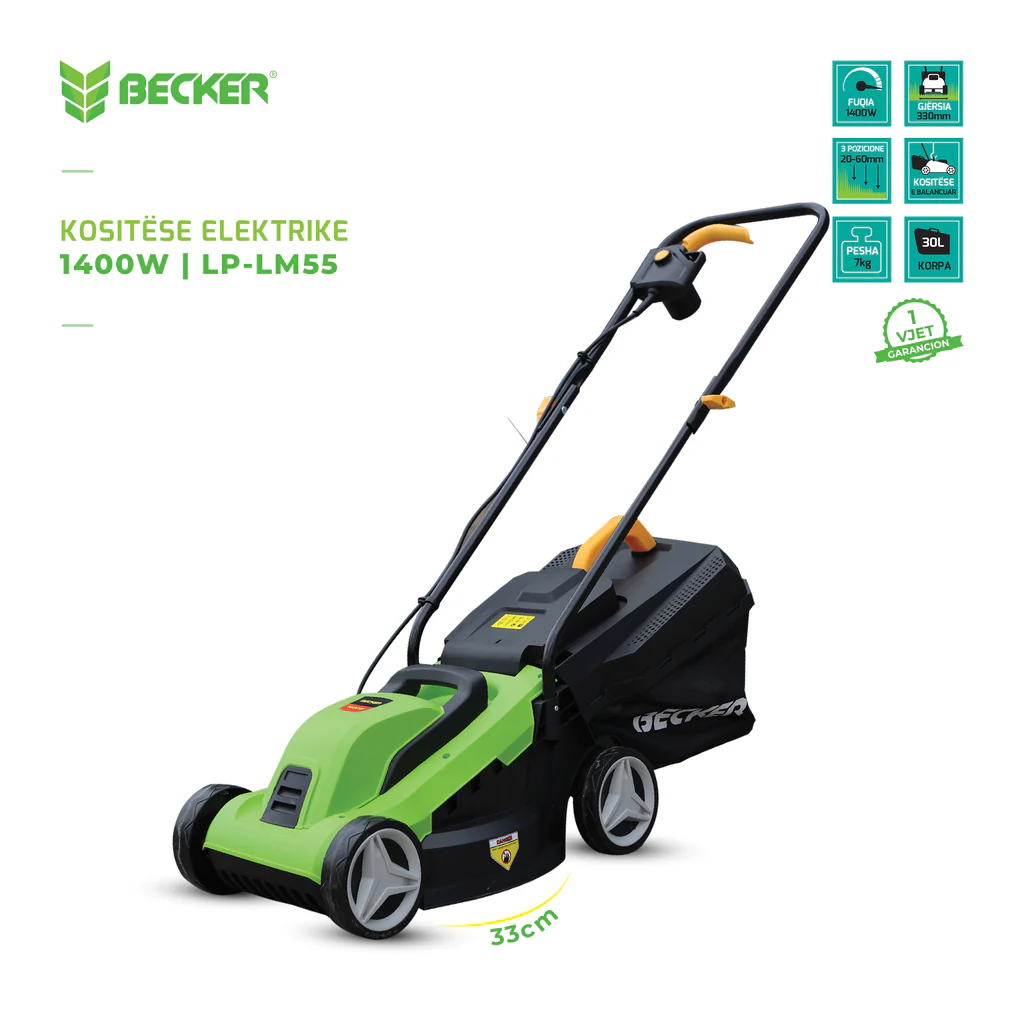 BECKER®
KOSITËSE ELEKTRIKE
1400W | LP-LM55
FUQIA
1400W
GJËRSIA
330mm
3 POZICIONE
20-60mm
KOSITËSE
E BALANCUAR
PESHA
7kg
30L
KORPA
1
VJET
GARANCION
BECKER
BECKER
DANGER
33cm